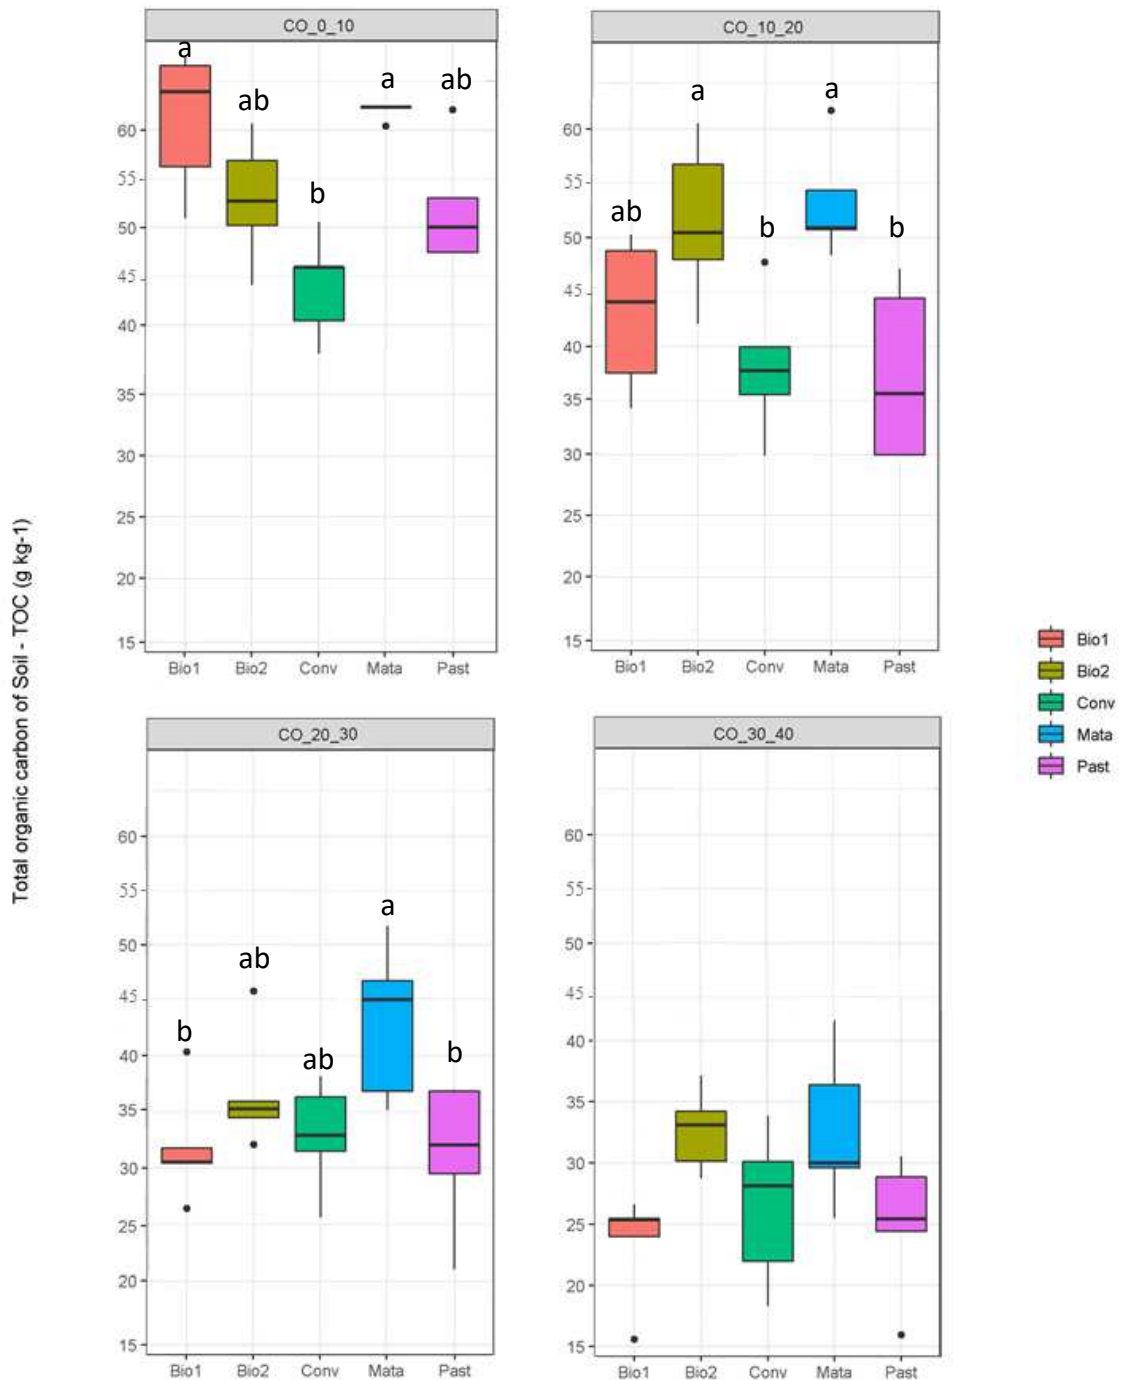 CO_0_10
a
ab
b
a
ab
60
55
50
45
40
35
30
25
20
15
Bio1 Bio2 Conv Mata Past
CO_10_20
ab
a
b
a
b
60
55
50
45
40
35
30
25
20
15
Bio1 Bio2 Conv Mata Past
Total organic carbon of Soil - TOC (g kg-1)
Bio1
Bio2
Conv
Mata
Past
CO_20_30
b
ab
ab
a
b
60
55
50
45
40
35
30
25
20
15
Bio1 Bio2 Conv Mata Past
CO_30_40
60
55
50
45
40
35
30
25
20
15
Bio1 Bio2 Conv Mata Past